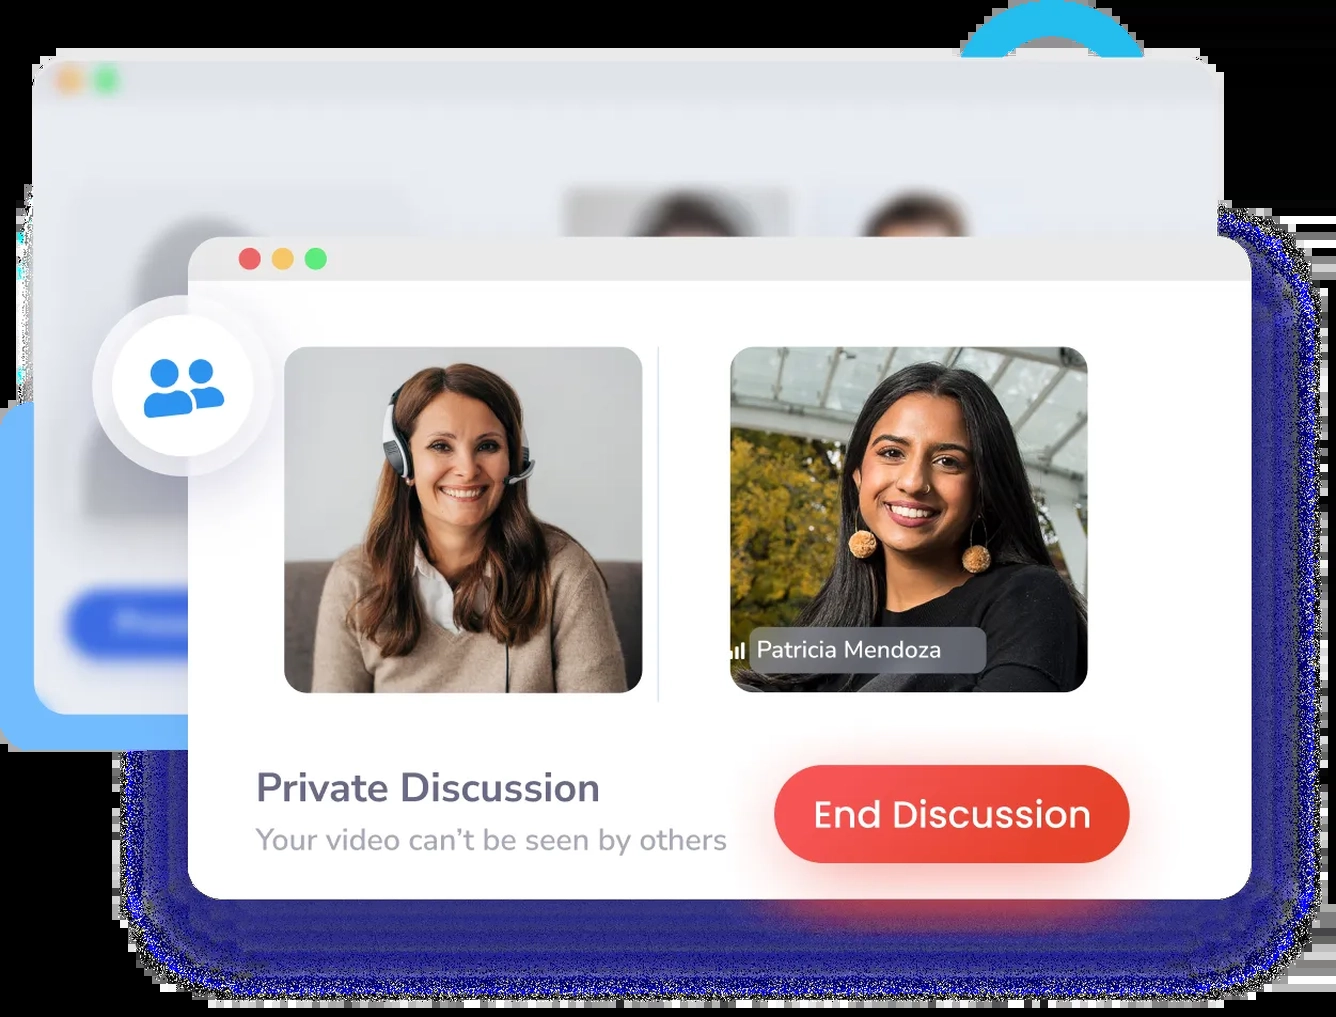 Patricia Mendoza
Private Discussion
Your video can’t be seen by others
End Discussion